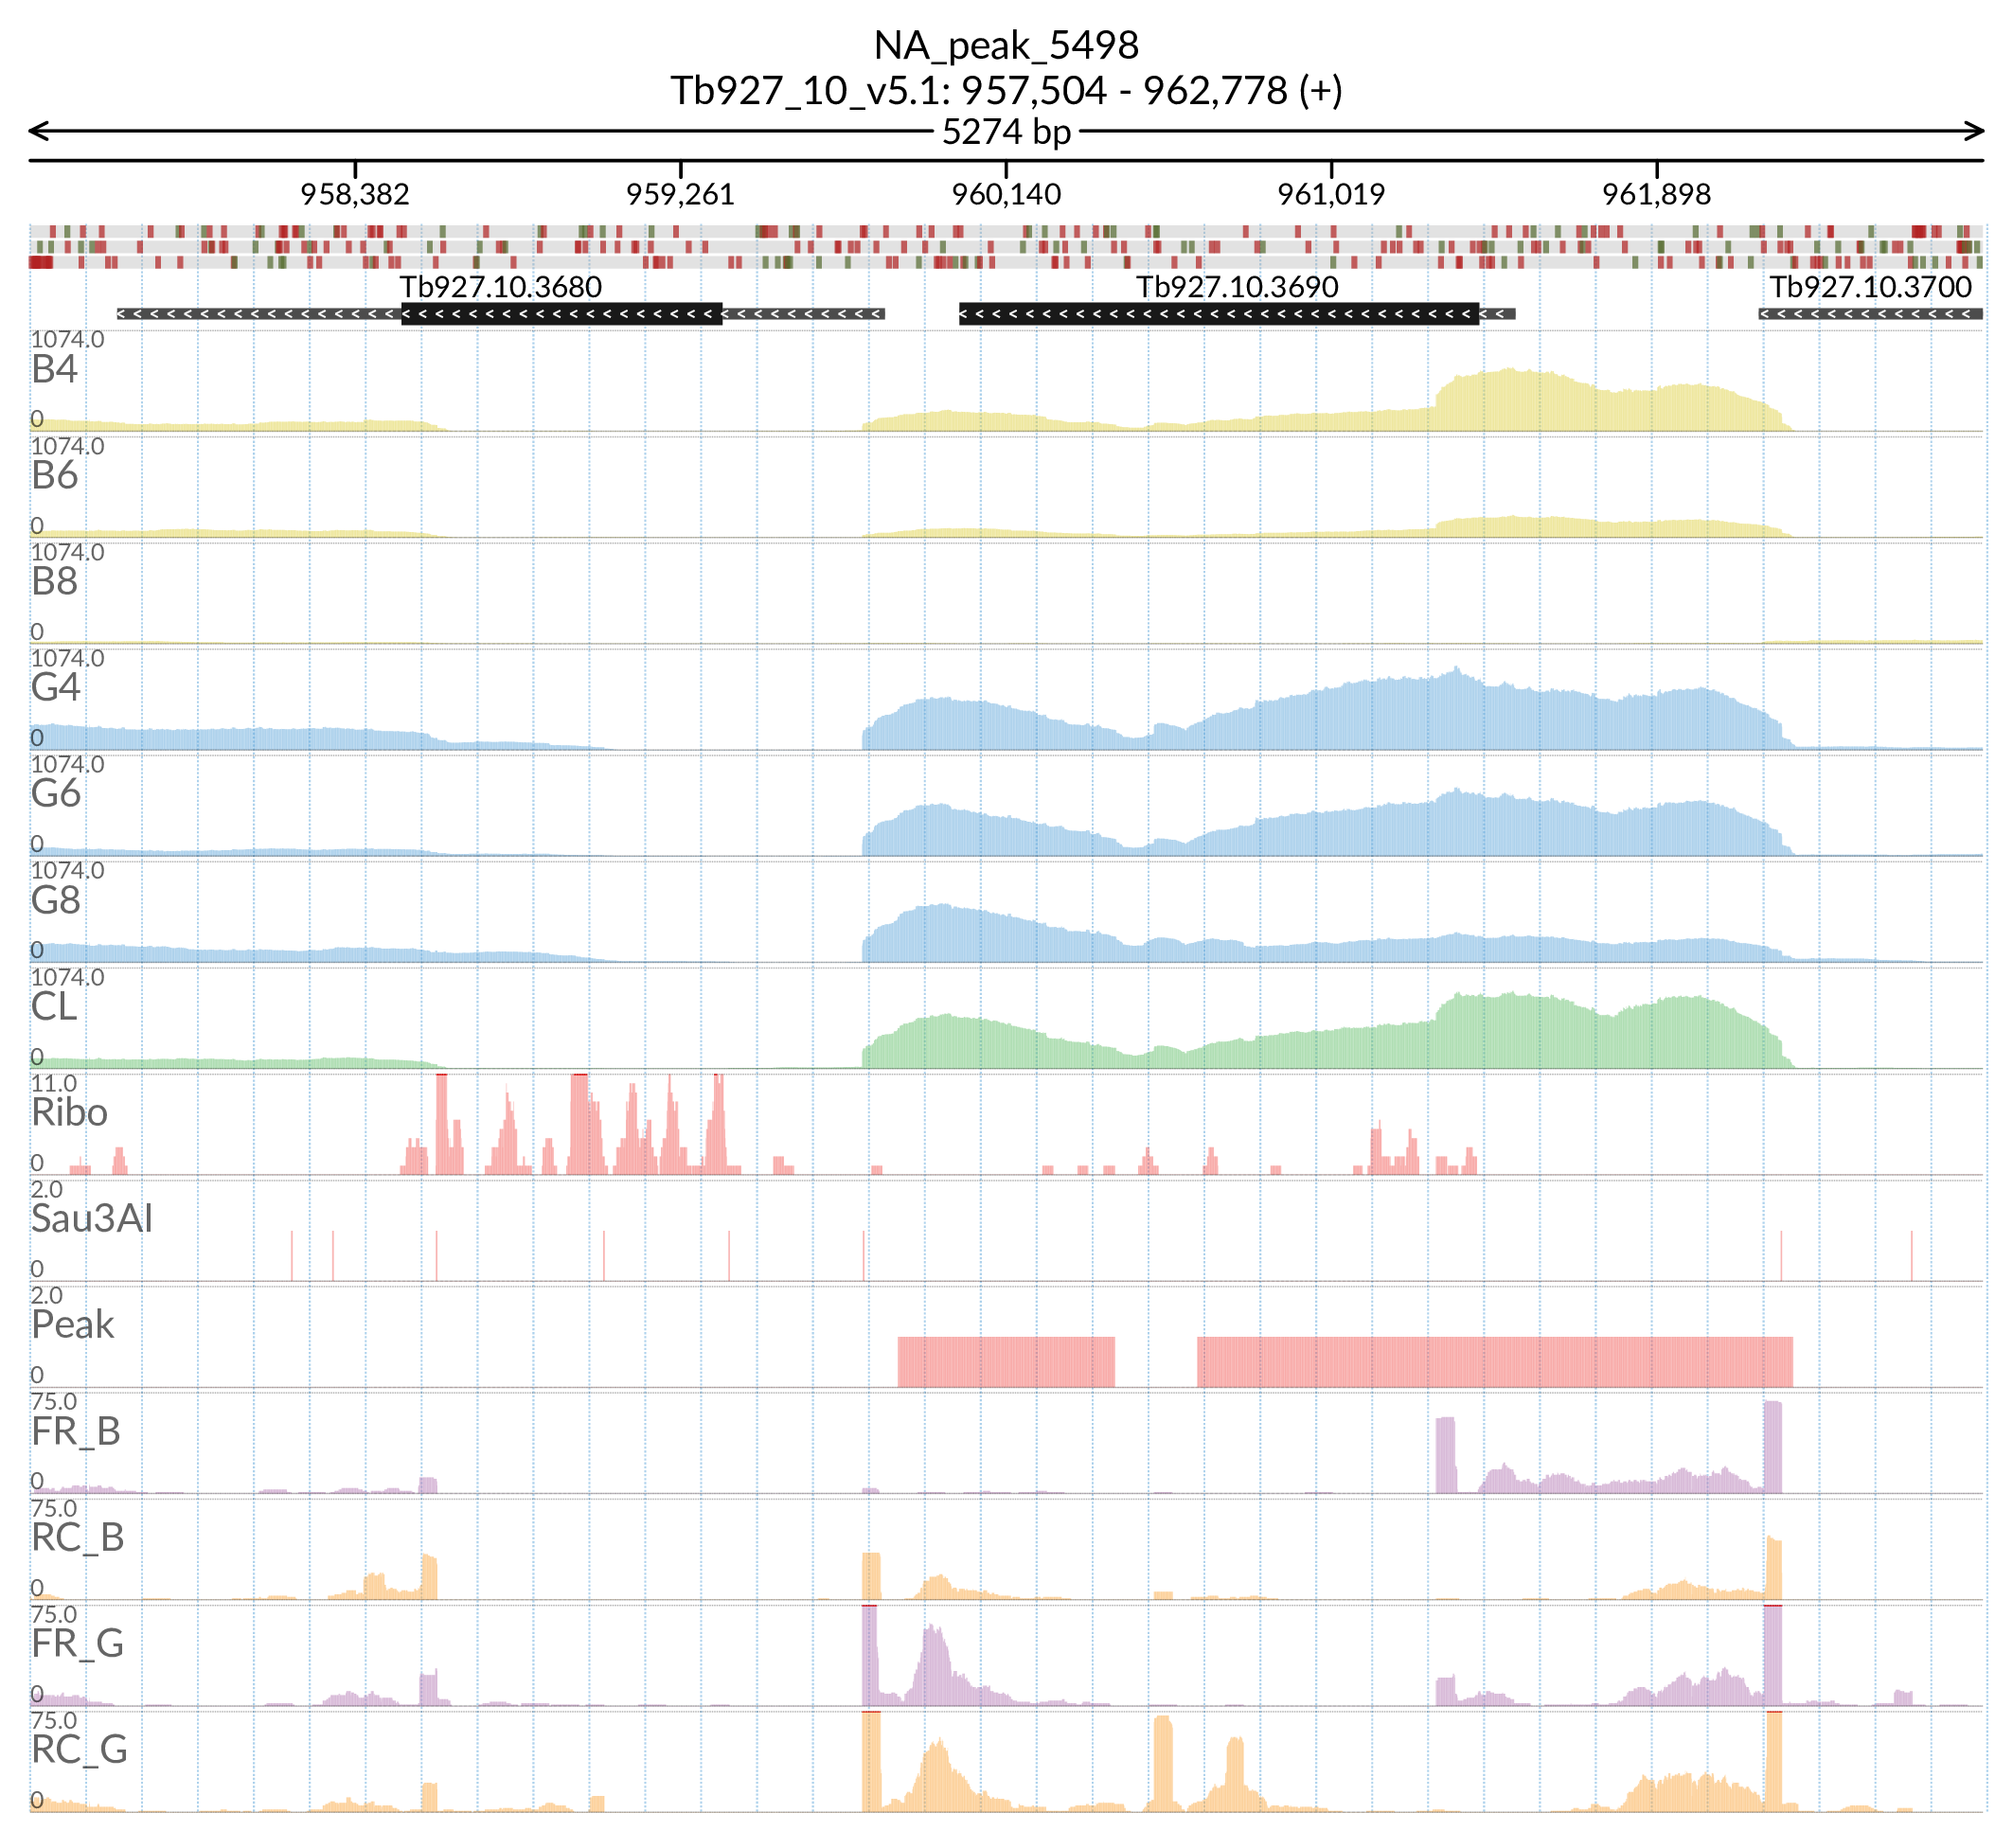 NA_peak_5498
Tb927_10_v5.1: 957,504 - 962,778 (+)
5274 bp
958,382 959,261 960,140 961,019 961,898
Tb927.10.3680 Tb927.10.3690 Tb927.10.3700
1074.0
B4
0
1074.0
B6
0
1074.0
B8
0
1074.0
G4
0
1074.0
G6
0
1074.0
G8
0
1074.0
CL
0
11.0
Ribo
0
2.0
Sau3AI
0
2.0
Peak
0
75.0
FR_B
0
75.0
RC_B
0
75.0
FR_G
0
75.0
RC_G
0